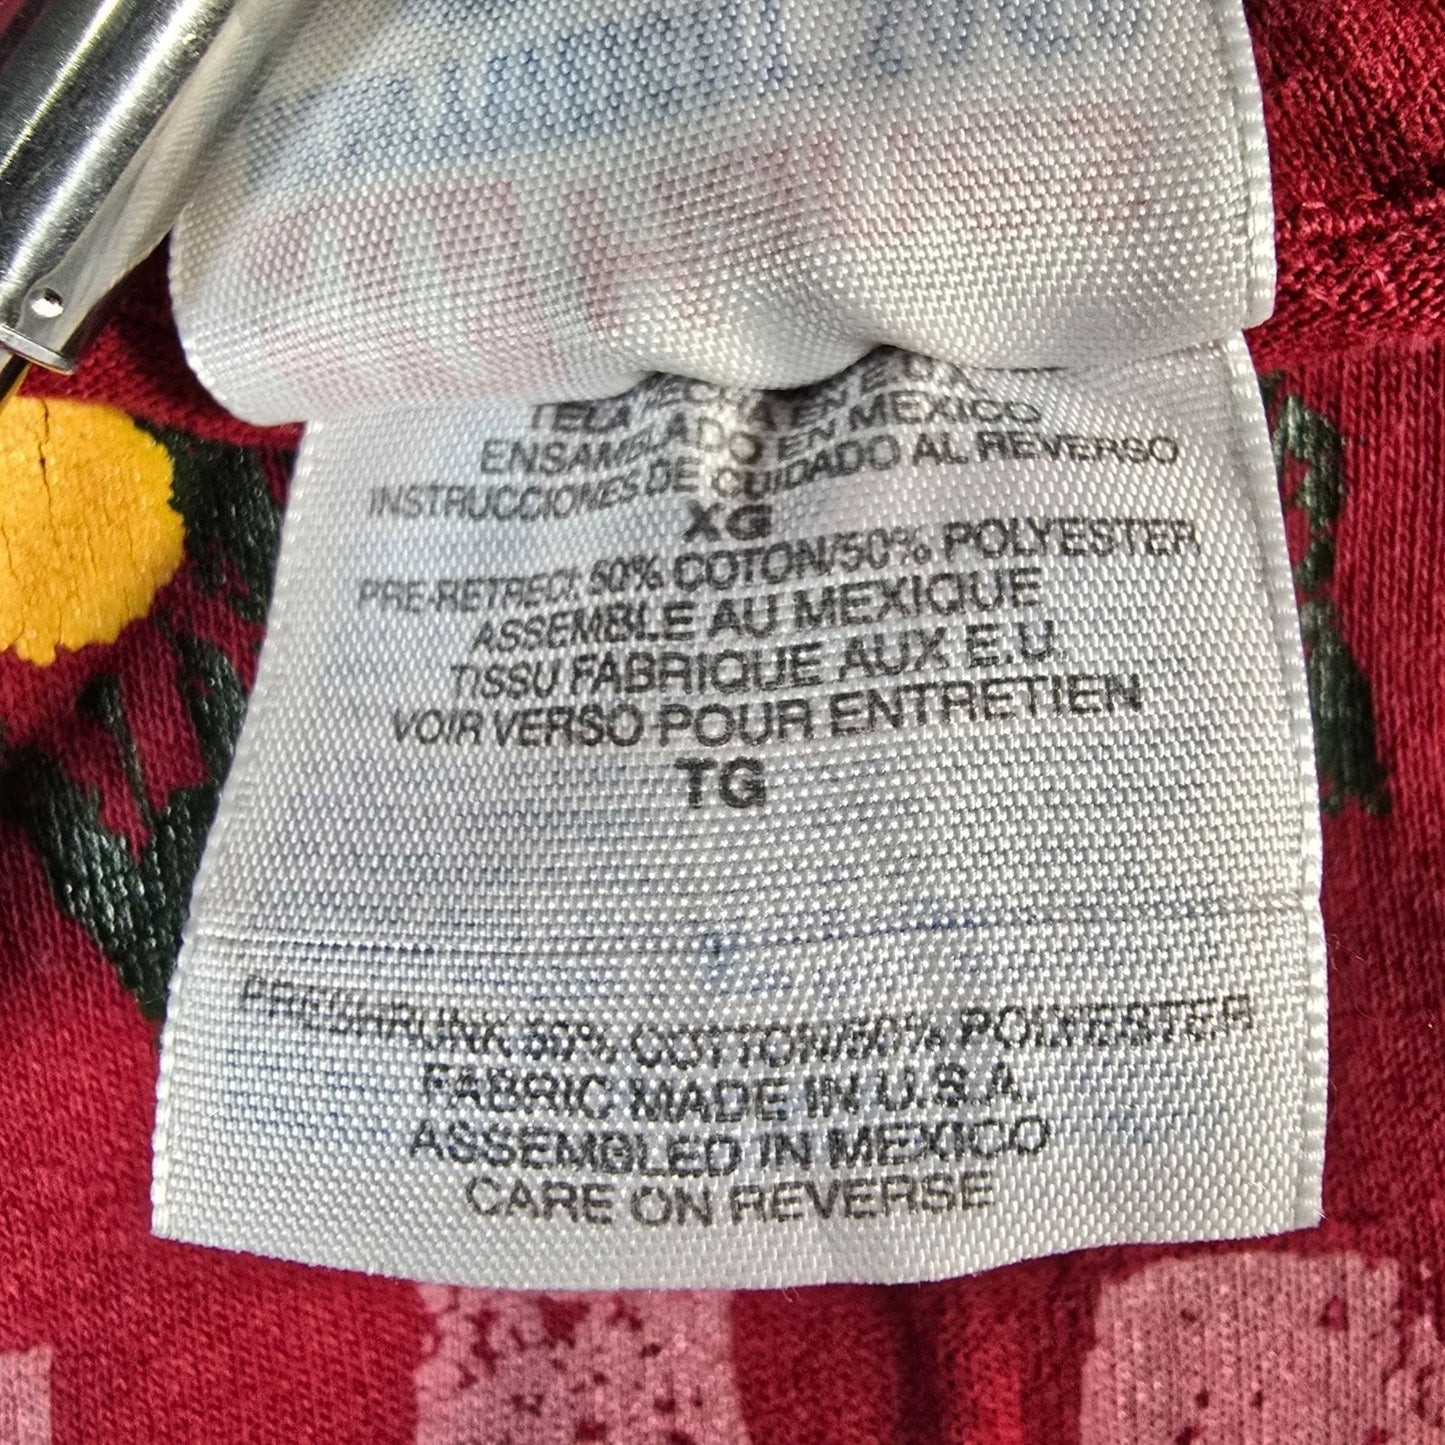 TELA EN
ENSAMBLADO EN MEXICO
INSTRUCCIONES DE CUIDADO AL REVERSO
XG
PRE-RETRECI: 50% COTON/50% POLYESTER
ASSEMBLE AU MEXIQUE
TISSU FABRIQUE AUX E.U.
VOIR VERSO POUR ENTRETIEN
TG
PRESHRUNK 50% COTTON/50% POLYESTER
FABRIC MADE IN U.S.A.
ASSEMBLED IN MEXICO
CARE ON REVERSE